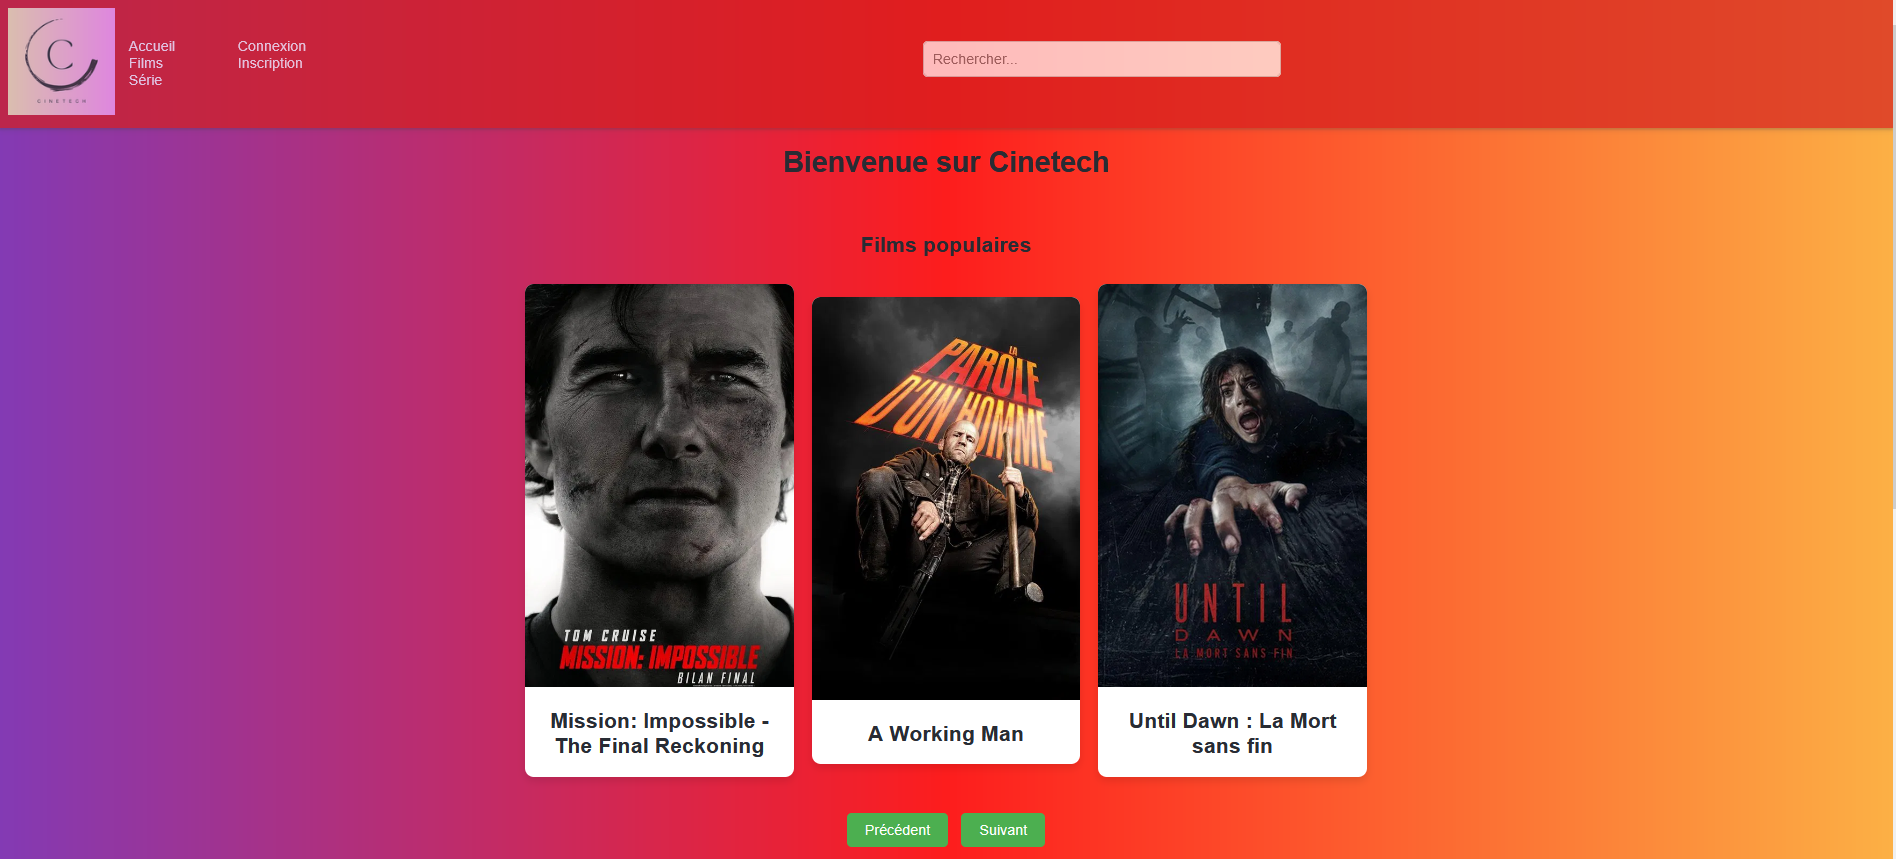 C
CINETECH
Accueil
Films
Série
Connexion
Inscription
Rechercher...
Bienvenue sur Cinetech
Films populaires
TOM CRUISE
MISSION: IMPOSSIBLE
BILAN FINAL
Mission: Impossible -
The Final Reckoning
LA
PAROLE
D'UN HOMME
A Working Man
UNTIL
DAWN
LA MORT SANS FIN
Until Dawn : La Mort
sans fin
Précédent
Suivant